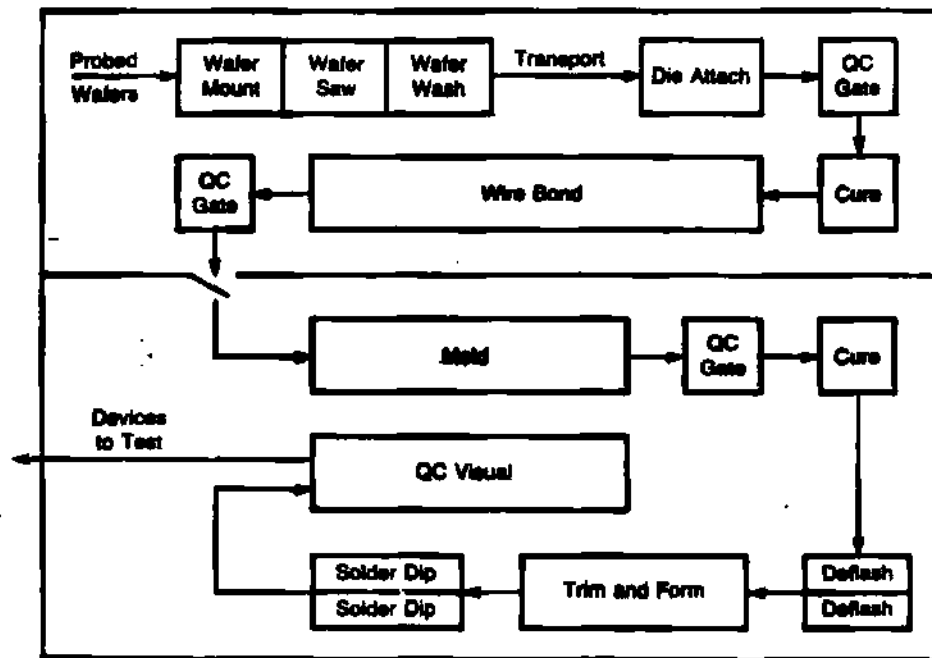 Probed
Wafers
Wafer
Mount
Wafer
Saw
Wafer
Wash
Transport
Die Attach
QC
Gate
Cure
Wire Bond
QC
Gate
Mold
QC
Gate
Cure
Deflash
Deflash
Trim and Form
Solder Dip
Solder Dip
QC Visual
Devices
to Test